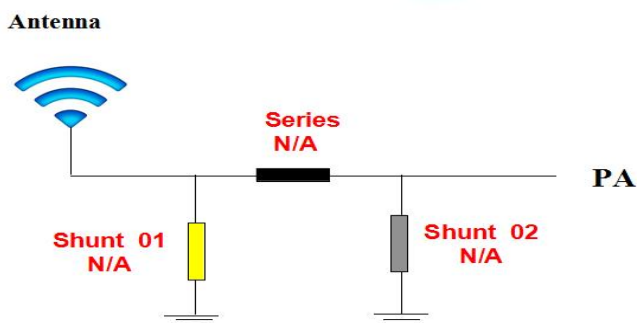 Antenna
Series
N/A
PA
Shunt 01
N/A
Shunt 02
N/A